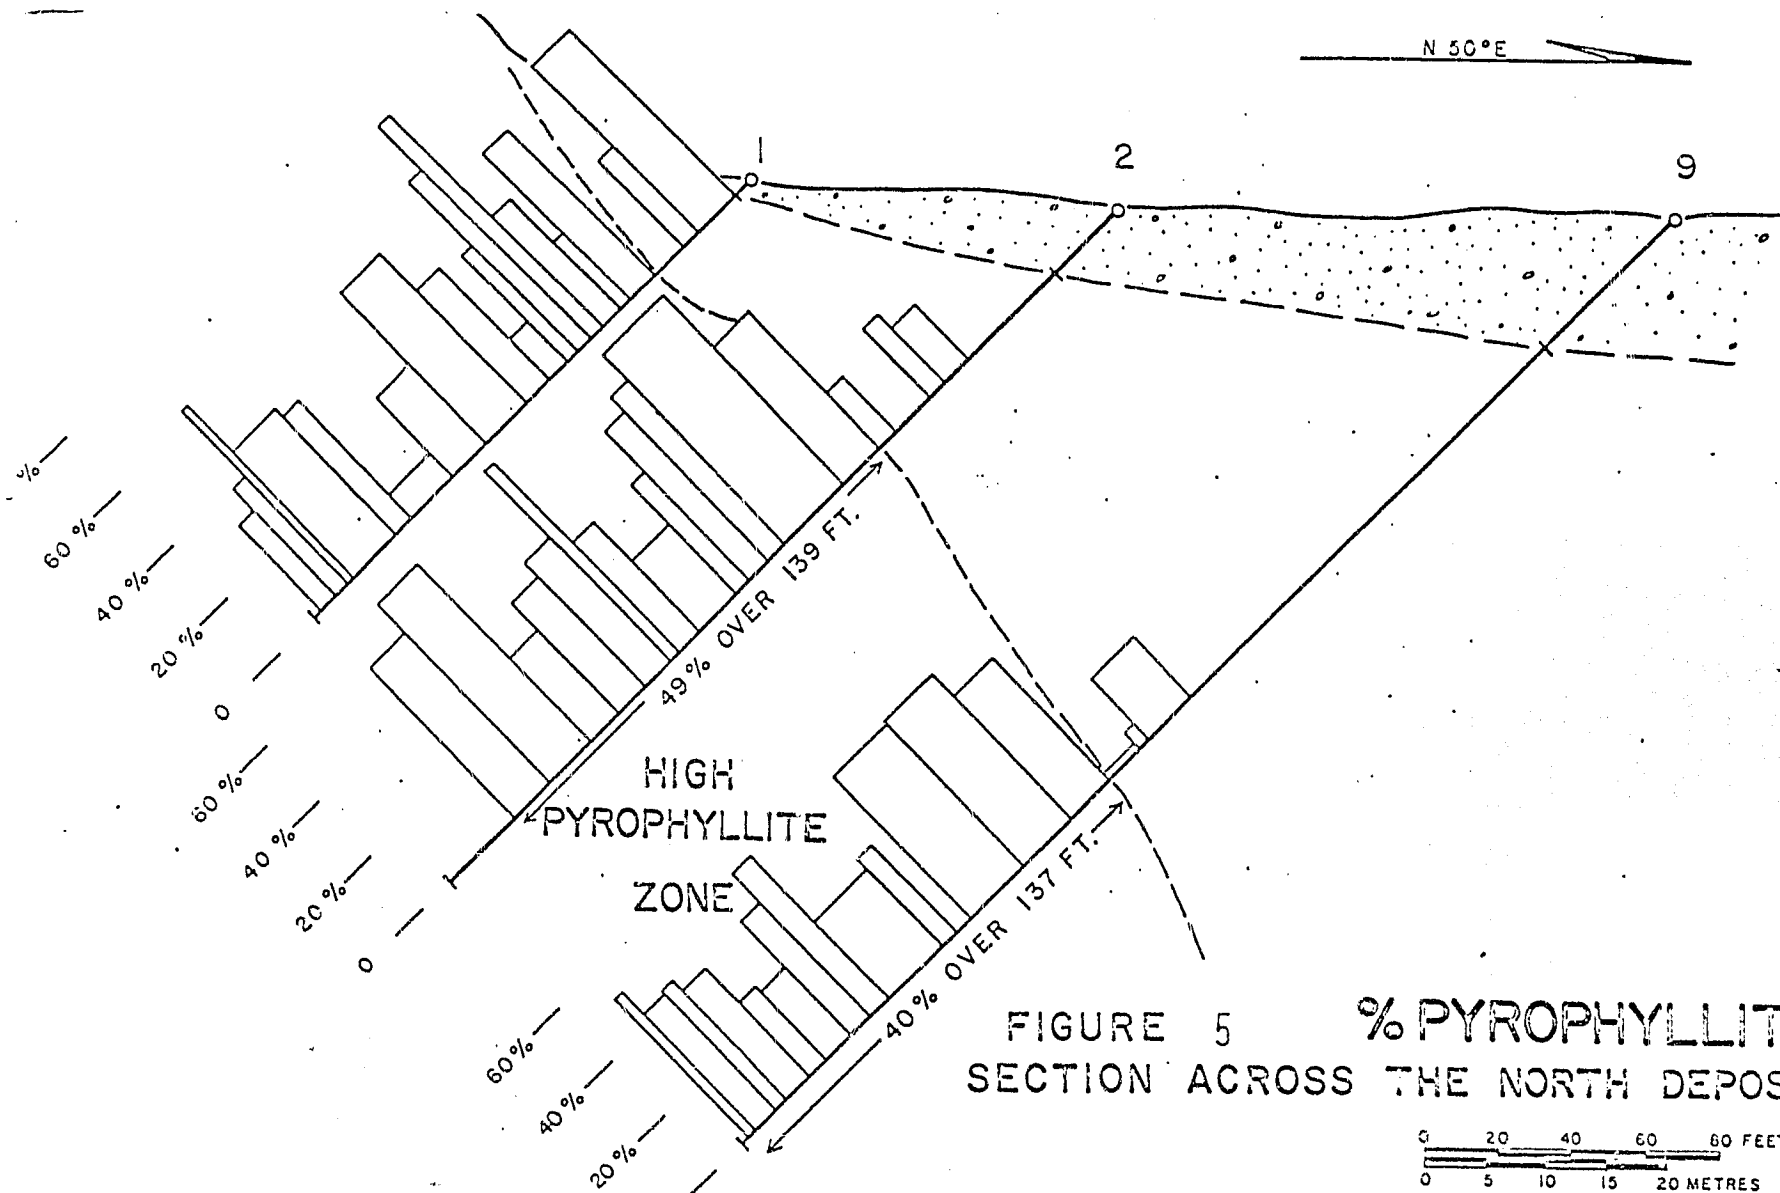 N 50°E
1
2
9
%
60%
40%
20%
0
60%
40%
20%
0
60%
40%
20%
49% OVER 139 FT.
40% OVER 137 FT.
HIGH
PYROPHYLLITE
ZONE
FIGURE 5
% PYROPHYLLIT
SECTION ACROSS THE NORTH DEPOS
0 20 40 60 80 FEET
0 5 10 15 20 METRES